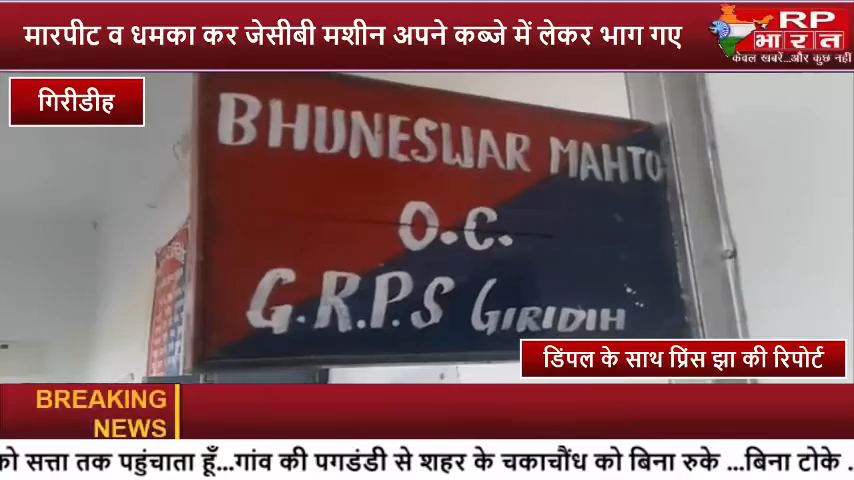 मारपीट व धमका कर जेसीबी मशीन अपने कब्जे में लेकर भाग गए
RP
भारत
केवल खबरें...और कुछ नहीं
गिरीडीह
BHUNESWAR MAHTO
O.C.
G.R.P.S GIRIDIH
डिंपल के साथ प्रिंस झा की रिपोर्ट
BREAKING
NEWS
को सत्ता तक पहुंचाता हूँ...गांव की पगडंडी से शहर के चकाचौंध को बिना रुके ...बिना टोके .